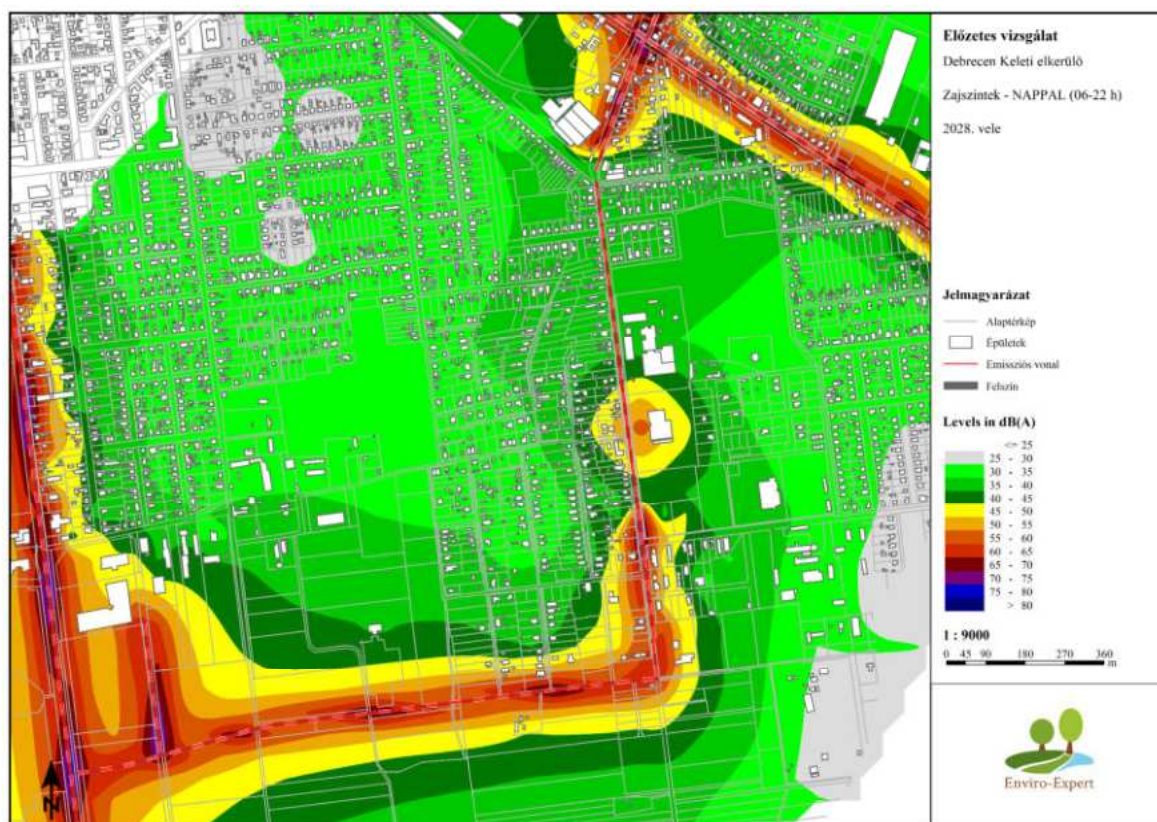 Előzetes vizsgálat
Debrecen Keleti elkerülő
Zajszintek - NAPPAL (06-22 h)
2028. vele
Jelmagyarázat
Alaptérkép
Épületek
Emissziós vonal
Felszín
Levels in dB(A)
<= 25
25 - 30
30 - 35
35 - 40
40 - 45
45 - 50
50 - 55
55 - 60
60 - 65
65 - 70
70 - 75
75 - 80
> 80
1 : 9000
0 45 90 180 270 360
m
N
Enviro-Expert